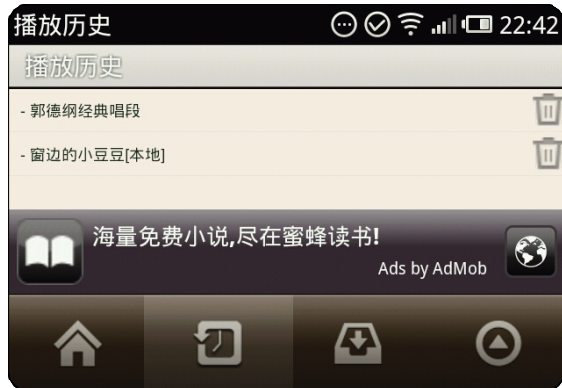 播放历史
22:42
播放历史
- 郭德纲经典唱段
- 窗边的小豆豆[本地]
海量免费小说,尽在蜜蜂读书!
Ads by AdMob